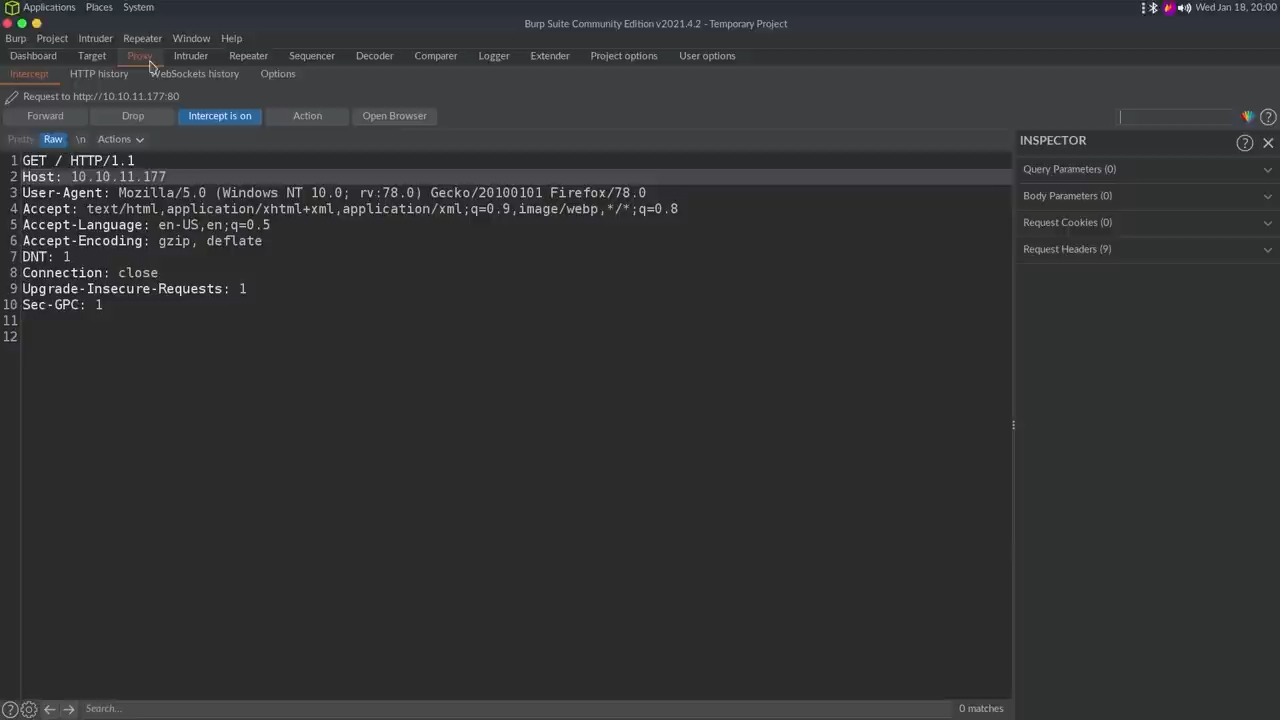 Applications Places System Wed Jan 18, 20:00
Burp Suite Community Edition v2021.4.2 - Temporary Project
Burp Project Intruder Repeater Window Help
Dashboard Target Proxy Intruder Repeater Sequencer Decoder Comparer Logger Extender Project options User options
Intercept HTTP history WebSockets history Options
Request to http://10.10.11.177:80
Forward Drop Intercept is on Action Open Browser
Pretty Raw \n Actions
INSPECTOR
1 GET / HTTP/1.1
2 Host: 10.10.11.177
3 User-Agent: Mozilla/5.0 (Windows NT 10.0; rv:78.0) Gecko/20100101 Firefox/78.0
4 Accept: text/html,application/xhtml+xml,application/xml;q=0.9,image/webp,*/*;q=0.8
5 Accept-Language: en-US,en;q=0.5
6 Accept-Encoding: gzip, deflate
7 DNT: 1
8 Connection: close
9 Upgrade-Insecure-Requests: 1
10 Sec-GPC: 1
11
12
Query Parameters (0)
Body Parameters (0)
Request Cookies (0)
Request Headers (9)
Search... 0 matches